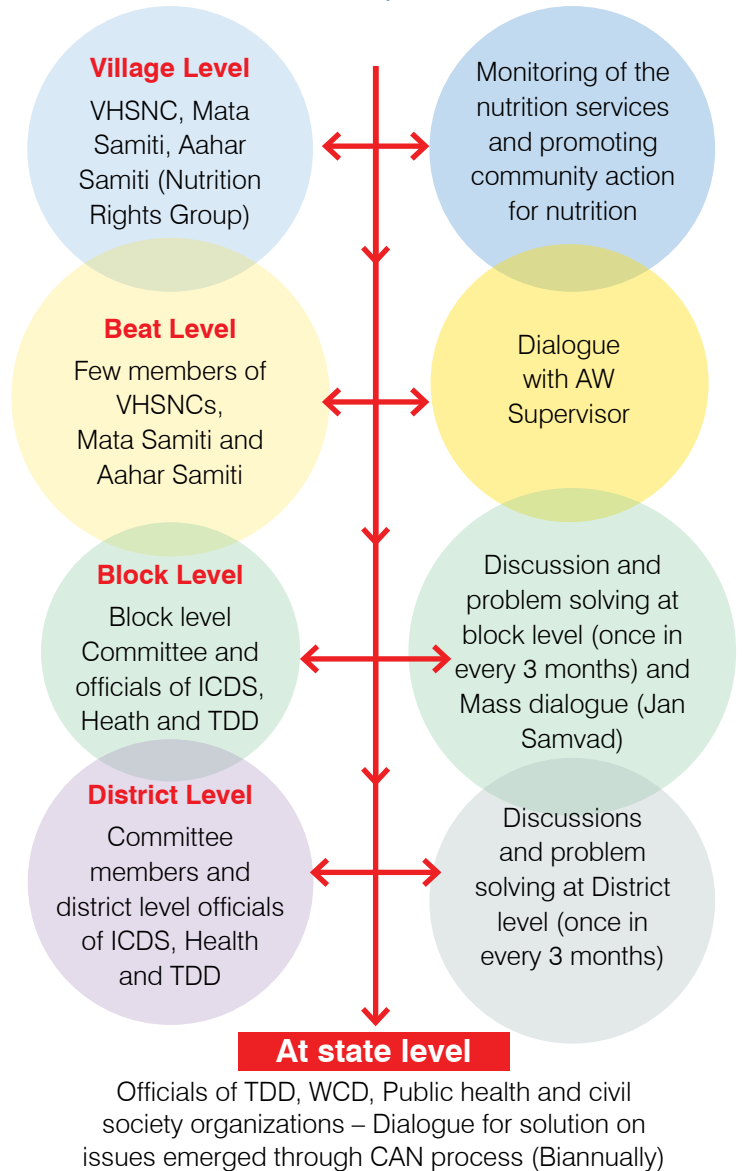 Village Level
VHSNC, Mata
Samiti, Aahar
Samiti (Nutrition
Rights Group)
Monitoring of the
nutrition services
and promoting
community action
for nutrition
Beat Level
Few members of
VHSNCs,
Mata Samiti and
Aahar Samiti
Dialogue
with AW
Supervisor
Block Level
Block level
Committee and
officials of ICDS,
Heath and TDD
Discussion and
problem solving at
block level (once in
every 3 months) and
Mass dialogue (Jan
Samvad)
District Level
Committee
members and
district level officials
of ICDS, Health
and TDD
Discussions
and problem
solving at District
level (once in
every 3 months)
At state level
Officials of TDD, WCD, Public health and civil
society organizations – Dialogue for solution on
issues emerged through CAN process (Biannually)